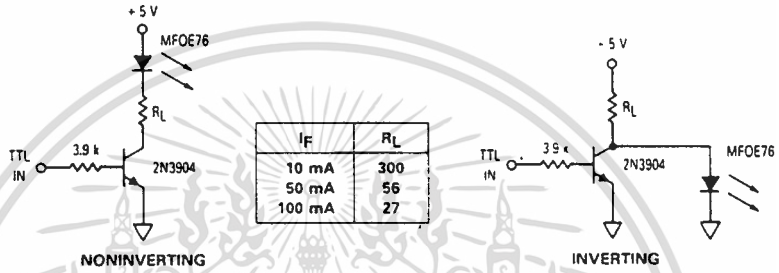 + 5 V
MFOE76
RL
TTL
IN
3.9 k
2N3904
NONINVERTING
IF RL
10 mA 300
50 mA 56
100 mA 27
- 5 V
RL
TTL
IN
3.9 k
2N3904
MFOE76
INVERTING